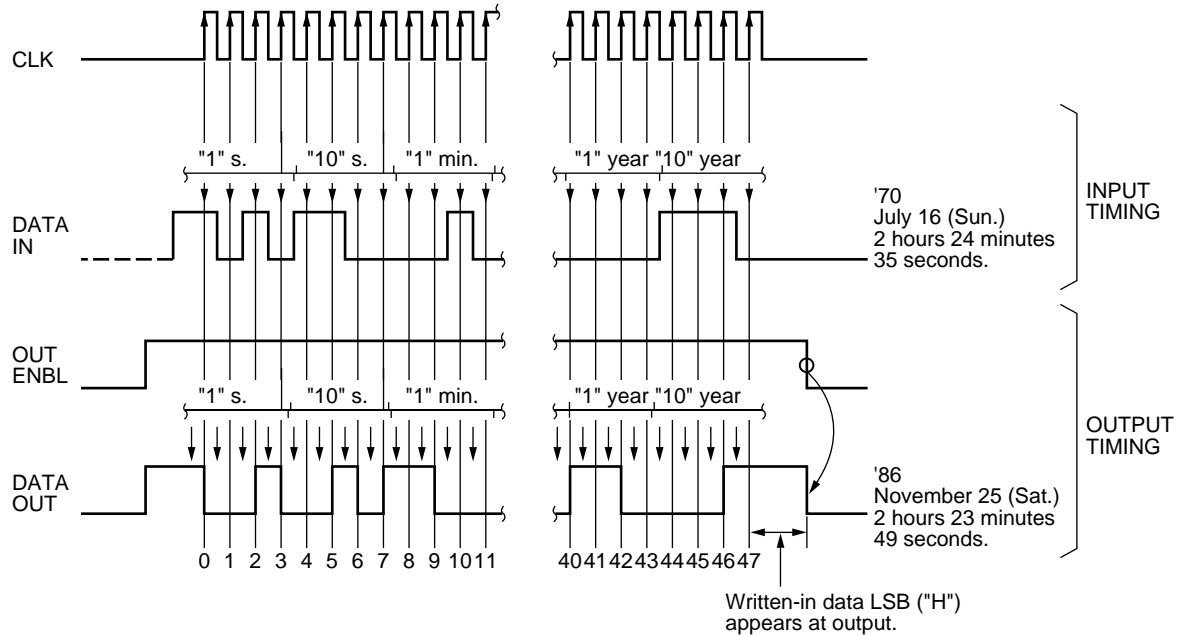 CLK
"1" s. "10" s. "1" min. "1" year "10" year
DATA
IN
'70
July 16 (Sun.)
2 hours 24 minutes
35 seconds.
INPUT
TIMING
OUT
ENBL
"1" s. "10" s. "1" min. "1" year "10" year
DATA
OUT
'86
November 25 (Sat.)
2 hours 23 minutes
49 seconds.
OUTPUT
TIMING
0 1 2 3 4 5 6 7 8 9 10 11 40 41 42 43 44 45 46 47
Written-in data LSB ("H")
appears at output.